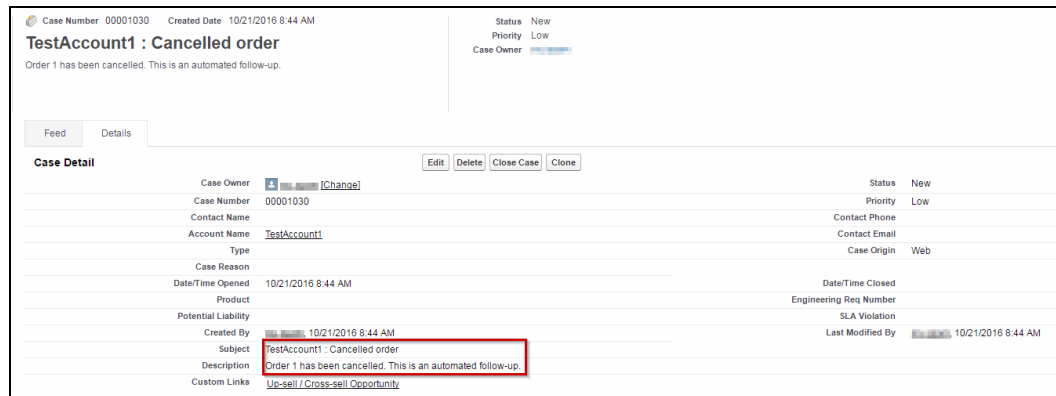 Case Number 00001030 Created Date 10/21/2016 8:44 AM
TestAccount1 : Cancelled order
Order 1 has been cancelled. This is an automated follow-up.
Status New
Priority Low
Case Owner
Feed Details
Case Detail Edit Delete Close Case Clone
Case Owner [Change] Status New
Case Number 00001030 Priority Low
Contact Name Contact Phone
Account Name TestAccount1 Contact Email
Type Case Origin Web
Case Reason
Date/Time Opened 10/21/2016 8:44 AM Date/Time Closed
Product Engineering Req Number
Potential Liability SLA Violation
Created By , 10/21/2016 8:44 AM Last Modified By , 10/21/2016 8:44 AM
Subject TestAccount1 : Cancelled order
Description Order 1 has been cancelled. This is an automated follow-up.
Custom Links Up-sell / Cross-sell Opportunity